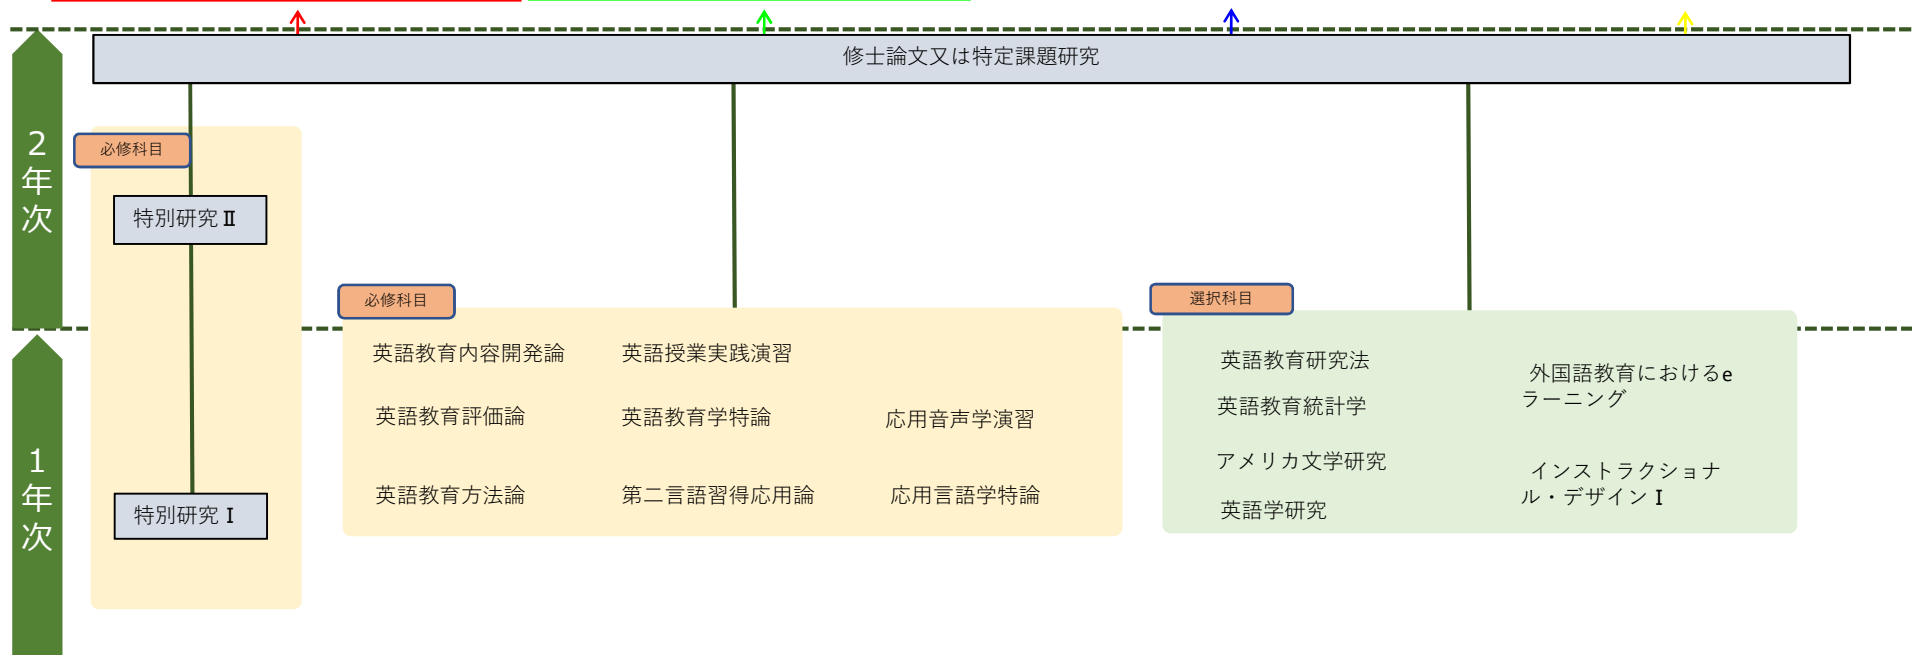 修士論文又は特定課題研究
2年次
必修科目
特別研究Ⅱ
特別研究Ⅰ
必修科目
英語教育内容開発論
英語授業実践演習
英語教育評価論
英語教育学特論
応用音声学演習
英語教育方法論
第二言語習得応用論
応用言語学特論
選択科目
英語教育研究法
英語教育統計学
アメリカ文学研究
英語学研究
外国語教育におけるe
ラーニング
インストラクショナ
ル・デザインⅠ
1年次